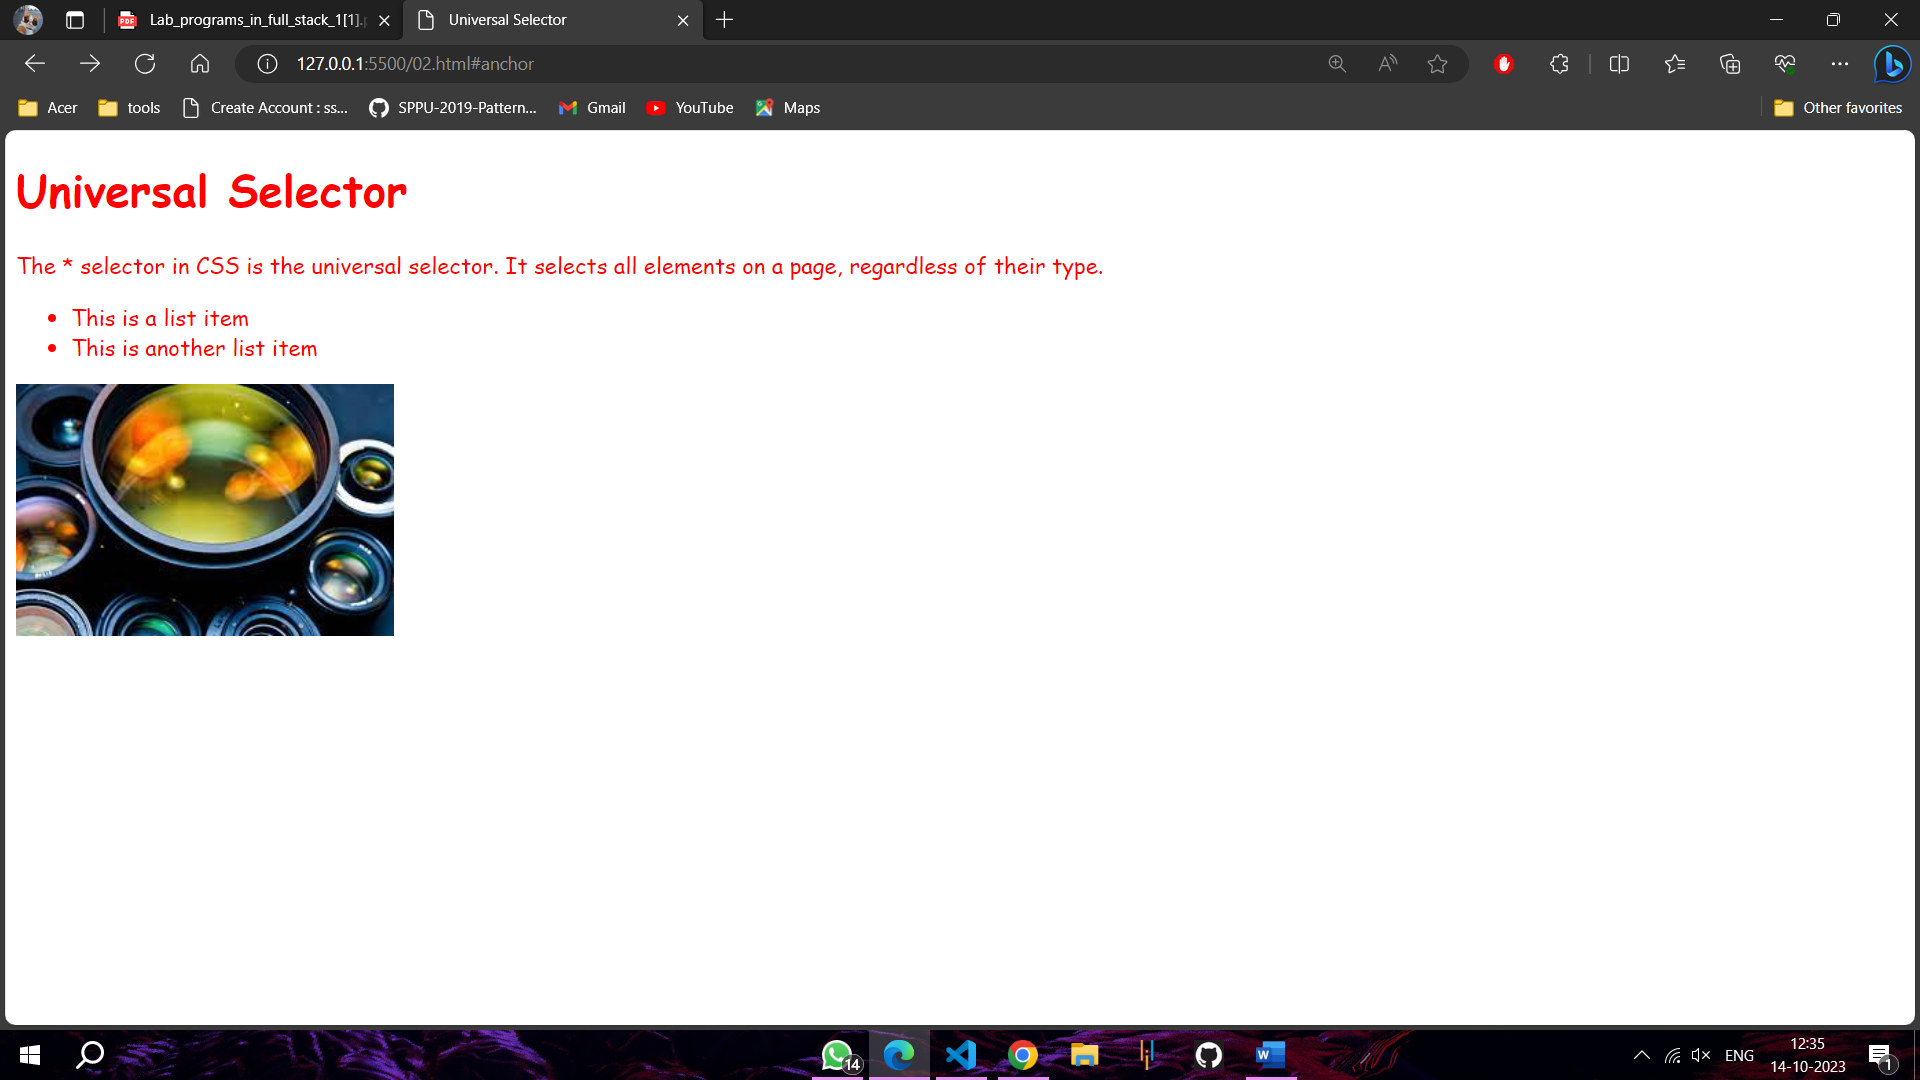 Lab_programs_in_full_stack_1[1].p
Universal Selector
127.0.0.1:5500/02.html#anchor
Acer
tools
Create Account : ss...
SPPU-2019-Pattern...
Gmail
YouTube
Maps
Other favorites
Universal Selector
The * selector in CSS is the universal selector. It selects all elements on a page, regardless of their type.
• This is a list item
• This is another list item
14
ENG
12:35
14-10-2023
1